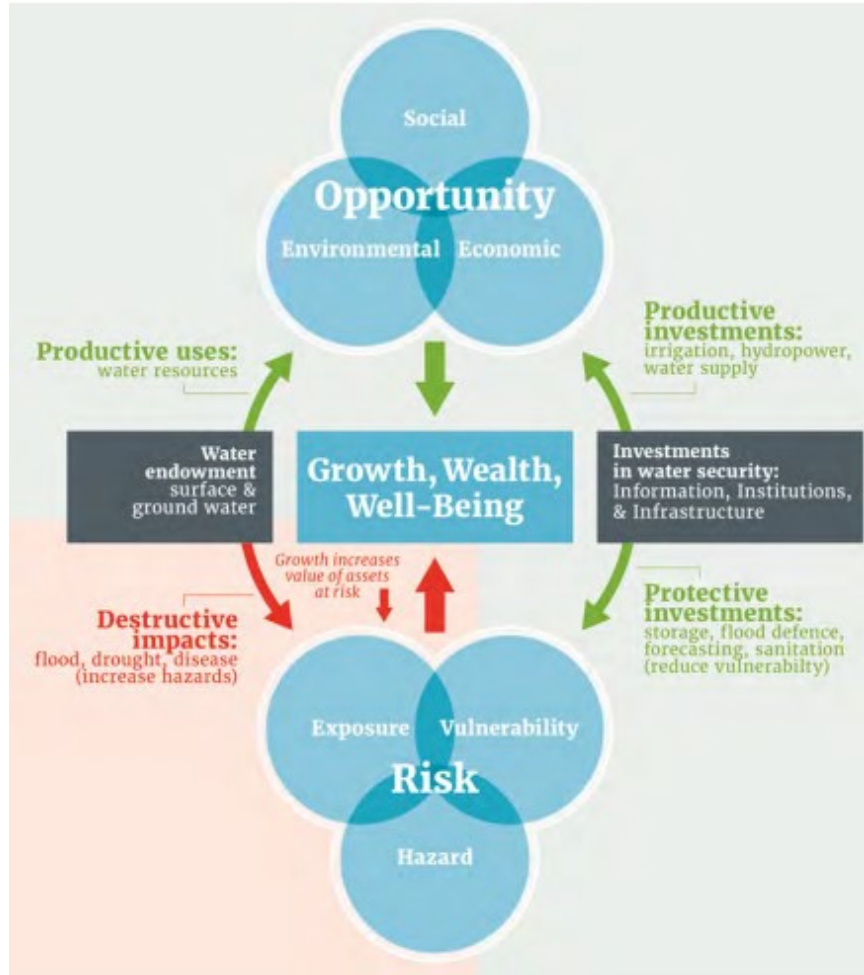 Social
Opportunity
Environmental
Economic
Productive uses:
water resources
Productive
investments:
irrigation, hydropower,
water supply
Water
endowment
surface &
ground water
Growth, Wealth,
Well-Being
Investments
in water security:
Information, Institutions,
& Infrastructure
Growth increases
value of assets
at risk
Destructive
impacts:
flood, drought, disease
(increase hazards)
Protective
investments:
storage, flood defence,
forecasting, sanitation
(reduce vulnerabilty)
Exposure
Vulnerability
Risk
Hazard